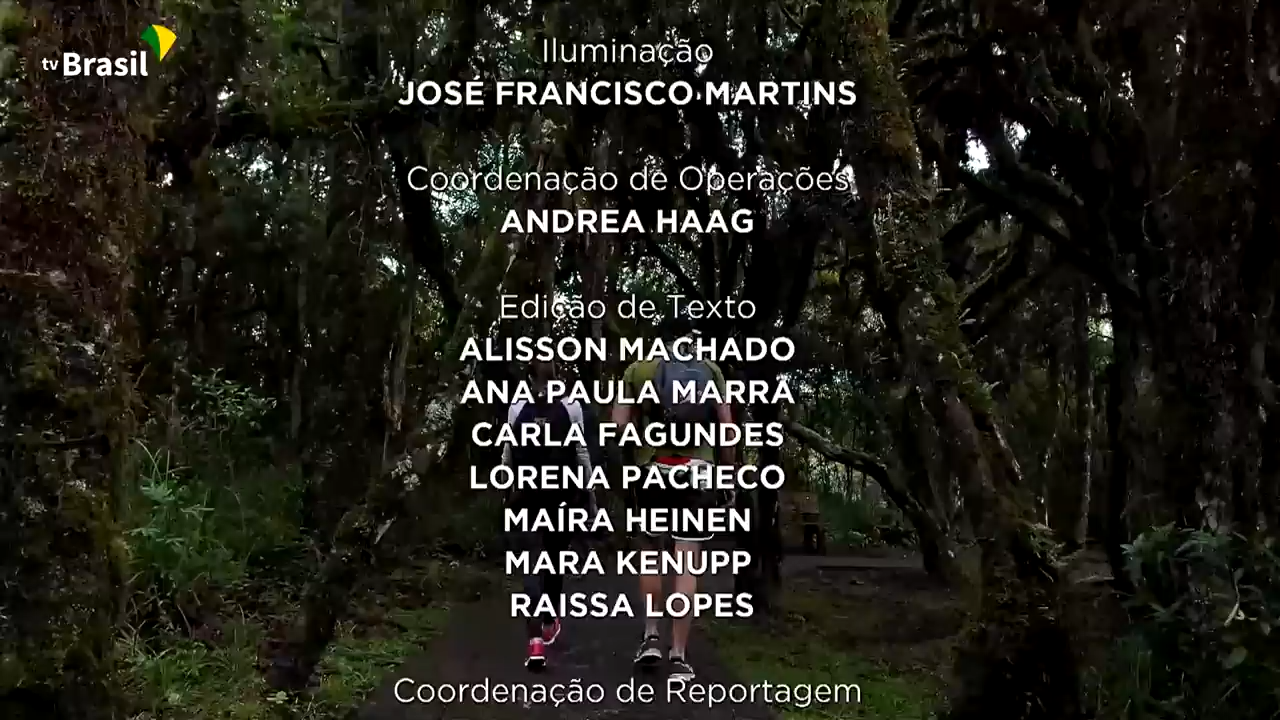 tv Brasil
Iluminação
JOSÉ FRANCISCO MARTINS
Coordenação de Operações
ANDREA HAAG
Edição de Texto
ALISSON MACHADO
ANA PAULA MARRA
CARLA FAGUNDES
LORENA PACHECO
MAÍRA HEINEN
MARA KENUPP
RAISSA LOPES
Coordenação de Reportagem